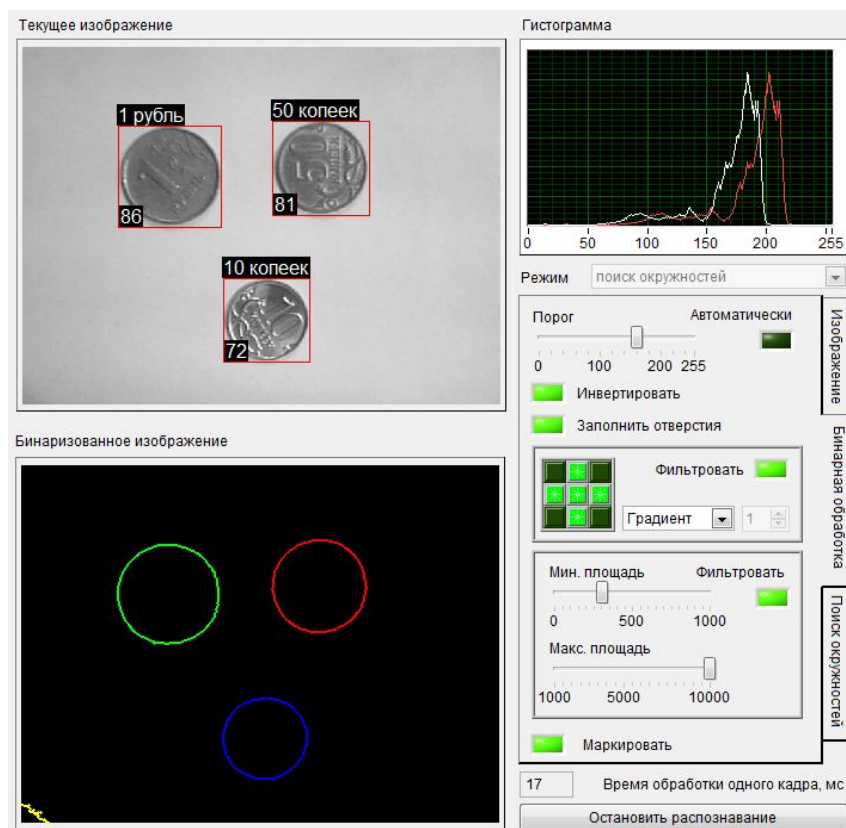 Текущее изображение
1 рубль
86
50 копеек
81
10 копеек
72
Бинаризованное изображение
Гистограмма
0 50 100 150 200 255
Режим поиск окружностей
Порог Автоматически
0 100 200 255
Инвертировать
Заполнить отверстия
Фильтровать
Градиент 1
Мин. площадь Фильтровать
0 500 1000
Макс. площадь
1000 5000 10000
Маркировать
Изображение
Бинарная обработка
Поиск окружностей
17 Время обработки одного кадра, мс
Остановить распознавание